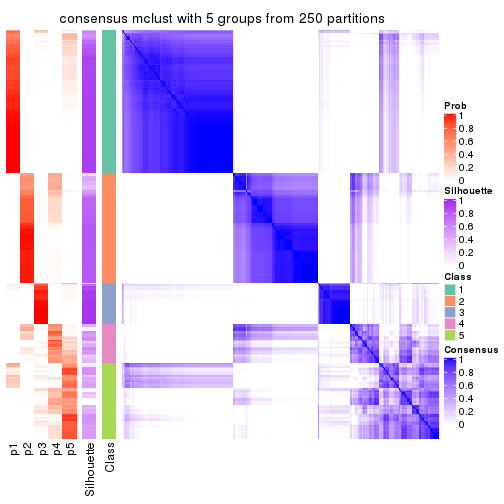 consensus mclust with 5 groups from 250 partitions
Prob
1
0.8
0.6
0.4
0.2
0
Silhouette
1
0.8
0.6
0.4
0.2
0
Class
1
2
3
4
5
Consensus
1
0.8
0.6
0.4
0.2
0
p1
p2
p3
p4
p5
Silhouette
Class